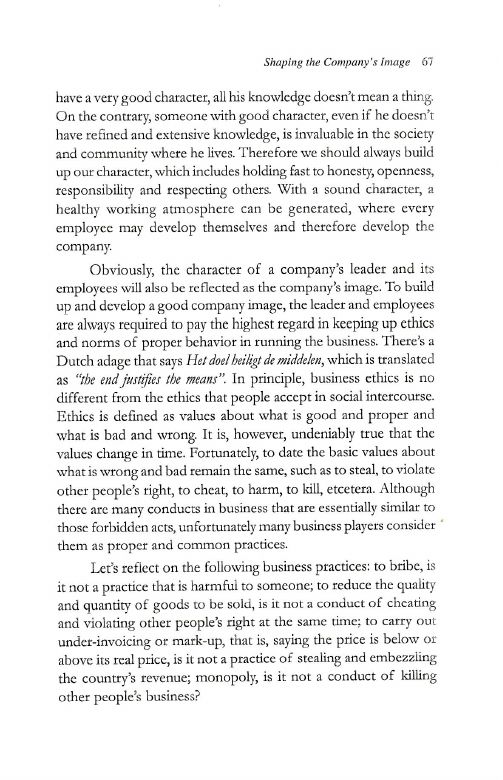 Shaping the Company's Image 67
have a very good character, all his knowledge doesn't mean a thing.
On the contrary, someone with good character, even if he doesn't
have refined and extensive knowledge, is invaluable in the society
and community where he lives. Therefore we should always build
up our character, which includes holding fast to honesty, openness,
responsibility and respecting others. With a sound character, a
healthy working atmosphere can be generated, where every
employee may develop themselves and therefore develop the
company.
Obviously, the character of a company's leader and its
employees will also be reflected as the company's image. To build
up and develop a good company image, the leader and employees
are always required to pay the highest regard in keeping up ethics
and norms of proper behavior in running the business. There's a
Dutch adage that says Het doel heiligt de middelen, which is translated
as "the end justifies the means". In principle, business ethics is no
different from the ethics that people accept in social intercourse.
Ethics is defined as values about what is good and proper and
what is bad and wrong. It is, however, undeniably true that the
values change in time. Fortunately, to date the basic values about
what is wrong and bad remain the same, such as to steal, to violate
other people's right, to cheat, to harm, to kill, etcetera. Although
there are many conducts in business that are essentially similar to
those forbidden acts, unfortunately many business players consider
them as proper and common practices.
Let's reflect on the following business practices: to bribe, is
it not a practice that is harmful to someone; to reduce the quality
and quantity of goods to be sold, is it not a conduct of cheating
and violating other people's right at the same time; to carry out
under-invoicing or mark-up, that is, saying the price is below or
above its real price, is it not a practice of stealing and embezzling
the country's revenue; monopoly, is it not a conduct of killing
other people's business?